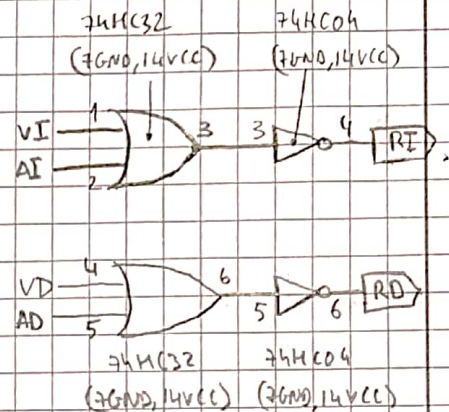 74HC32 74HC04
(7GND,14VCC) (7GND,14VCC)
1
VI 3 3 4 RI
AI
2
4
VD 6 RD
AD 5 6
5
74HC32 74HC04
(7GND,14VCC) (7GND,14VCC)